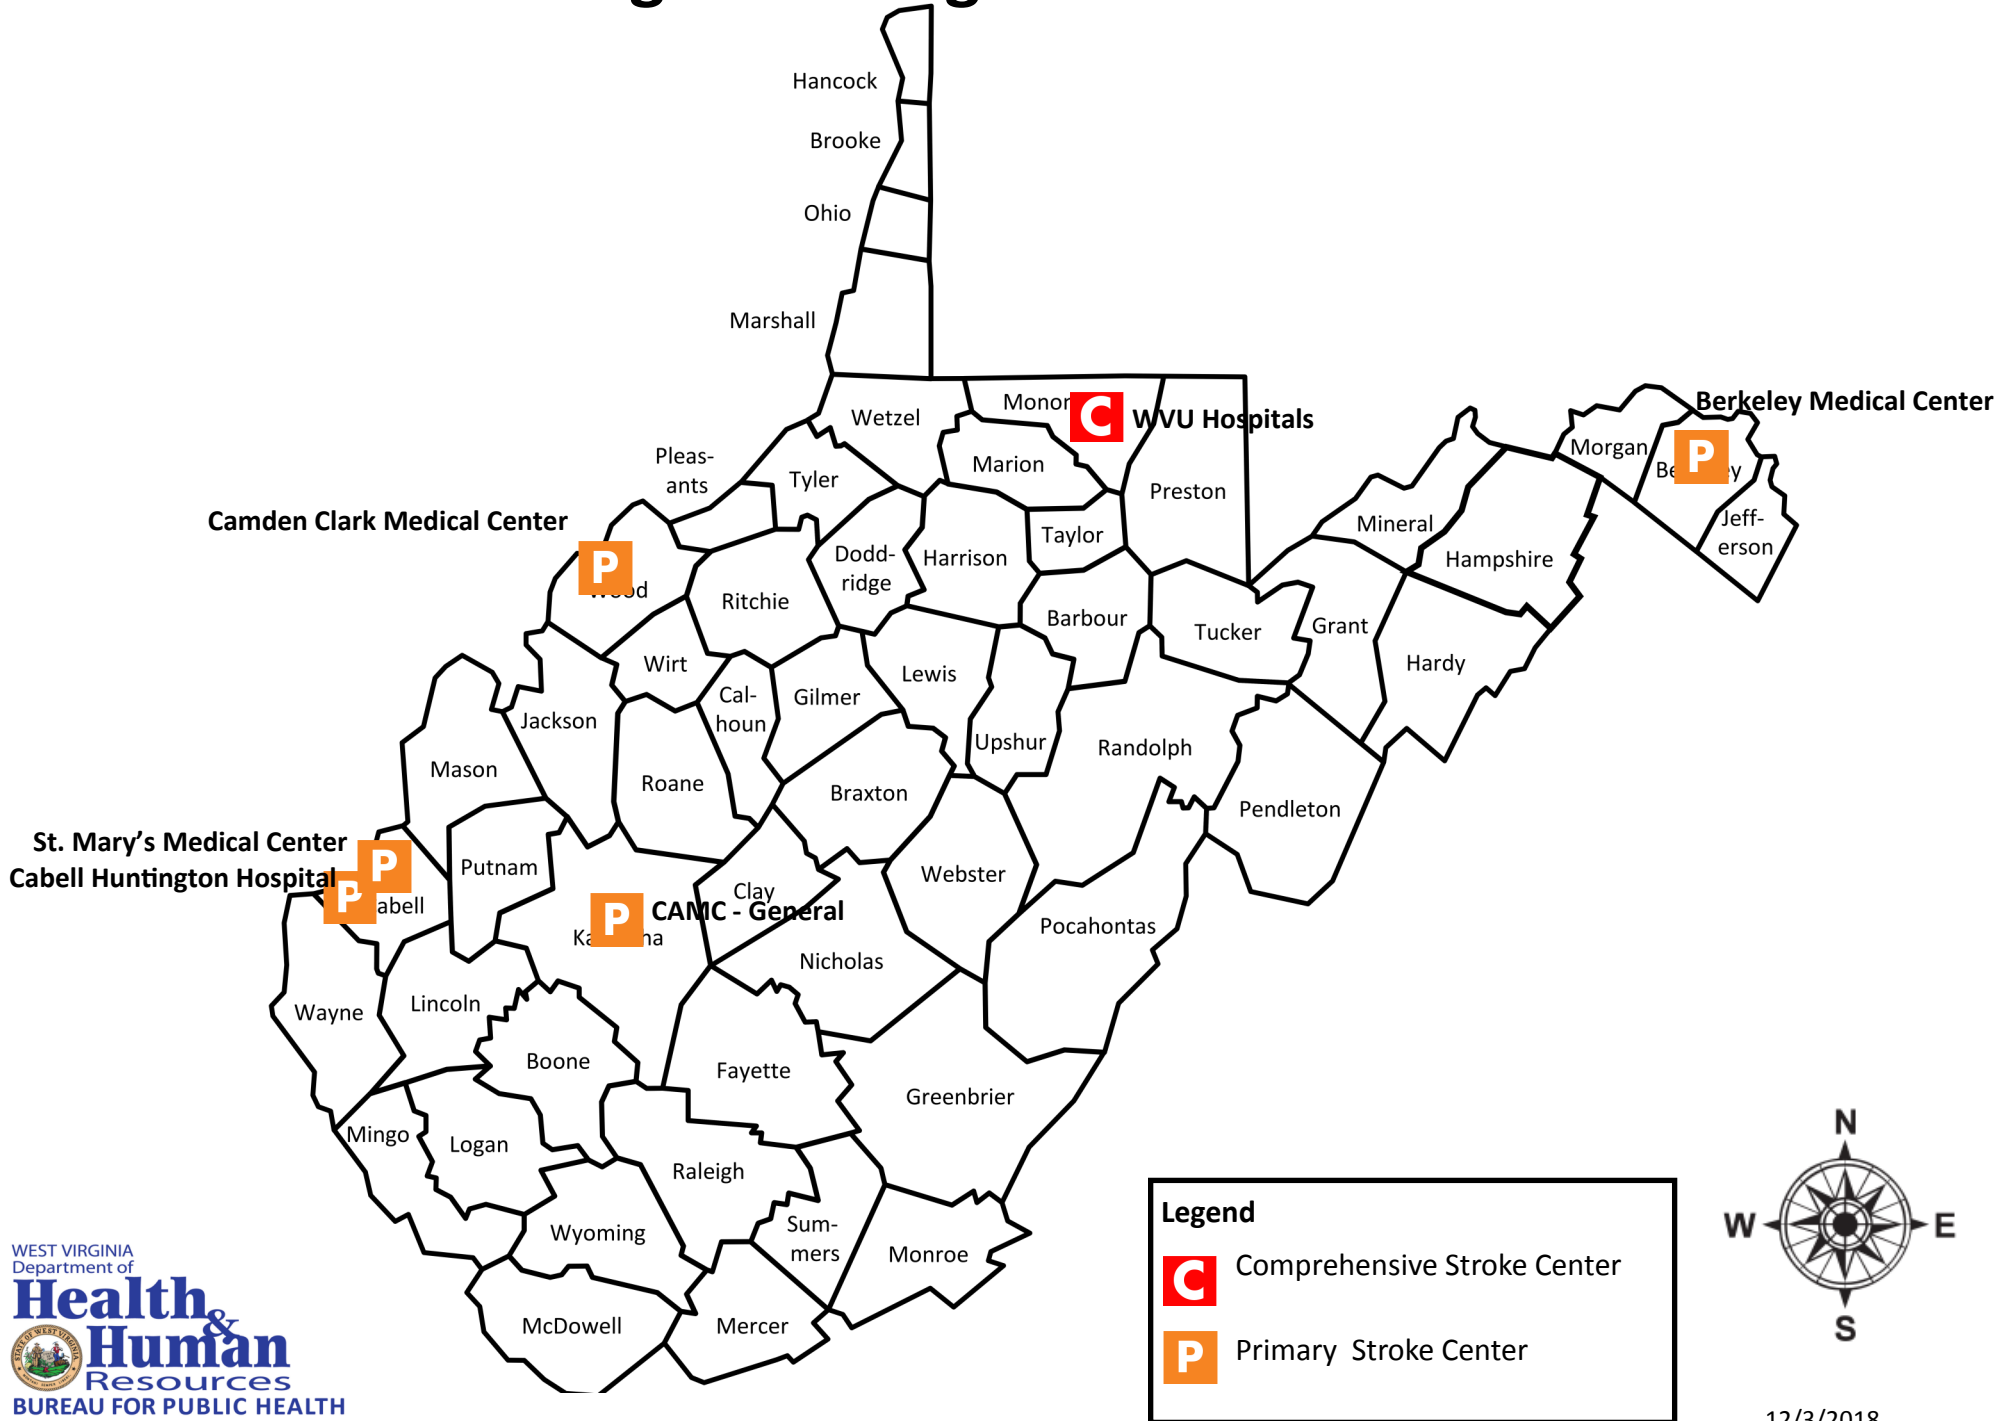 Hancock
Brooke
Ohio
Marshall
Wetzel
WVU Hospitals
C
Marion
Preston
Pleas-
ants
Tyler
Berkeley Medical Center
Morgan
P
Jeff-
erson
Mineral
Hampshire
Camden Clark Medical Center
P
Taylor
Dodd-
ridge
Harrison
Ritchie
Barbour
Tucker
Grant
Hardy
Wirt
Lewis
Cal-
houn
Gilmer
Jackson
Upshur
Randolph
Mason
Roane
Braxton
Pendleton
St. Mary's Medical Center
P
Cabell Huntington Hospital
P
Putnam
Webster
Clay
P
CAMC - General
Pocahontas
Nicholas
Lincoln
Wayne
Boone
Fayette
Greenbrier
Mingo
Logan
Raleigh
Wyoming
Sum-
mers
Monroe
McDowell
Mercer
Legend
C Comprehensive Stroke Center
P Primary Stroke Center
N
W E
S
WEST VIRGINIA
Department of
Health
&
Human
Resources
BUREAU FOR PUBLIC HEALTH
12/3/2018